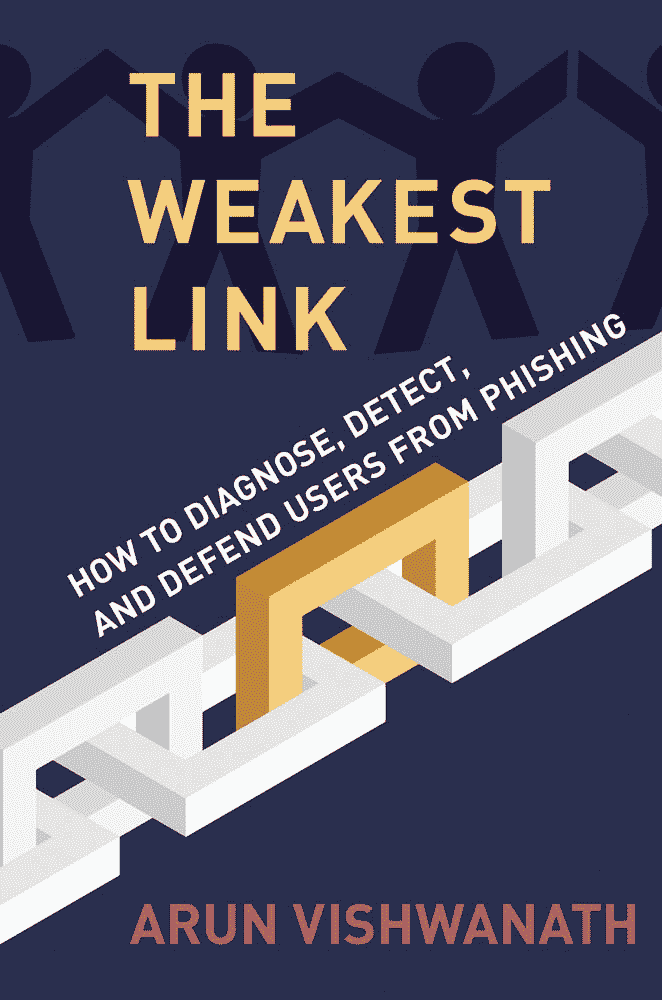 THE
WEAKEST
LINK
HOW TO DIAGNOSE, DETECT,
AND DEFEND USERS FROM PHISHING
ARUN VISHWANATH